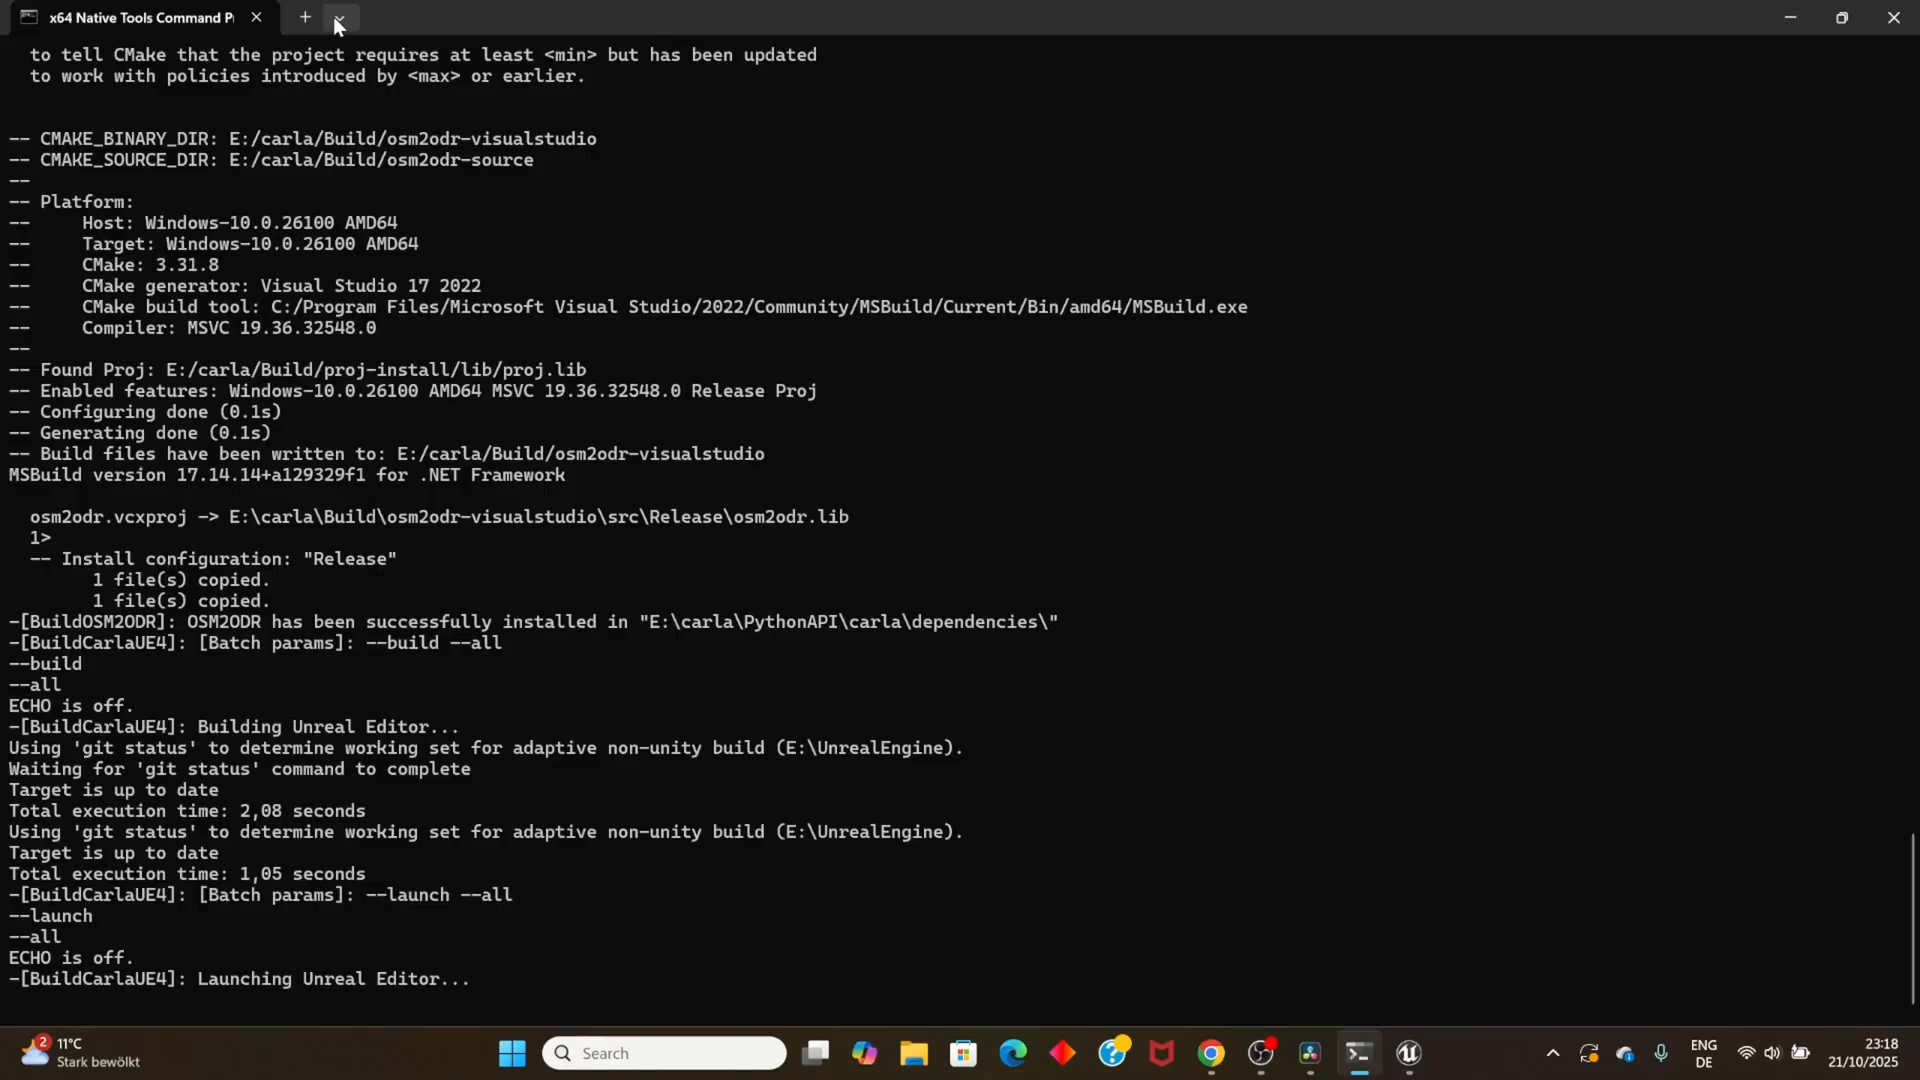 x64 Native Tools Command P
to tell CMake that the project requires at least <min> but has been updated
to work with policies introduced by <max> or earlier.
-- CMAKE_BINARY_DIR: E:/carla/Build/osm2odr-visualstudio
-- CMAKE_SOURCE_DIR: E:/carla/Build/osm2odr-source
--
-- Platform:
--     Host: Windows-10.0.26100 AMD64
--     Target: Windows-10.0.26100 AMD64
--     CMake: 3.31.8
--     CMake generator: Visual Studio 17 2022
--     CMake build tool: C:/Program Files/Microsoft Visual Studio/2022/Community/MSBuild/Current/Bin/amd64/MSBuild.exe
--     Compiler: MSVC 19.36.32548.0
--
-- Found Proj: E:/carla/Build/proj-install/lib/proj.lib
-- Enabled features: Windows-10.0.26100 AMD64 MSVC 19.36.32548.0 Release Proj
-- Configuring done (0.1s)
-- Generating done (0.1s)
-- Build files have been written to: E:/carla/Build/osm2odr-visualstudio
MSBuild version 17.14.14+a129329f1 for .NET Framework
osm2odr.vcxproj -> E:\carla\Build\osm2odr-visualstudio\src\Release\osm2odr.lib
1>
-- Install configuration: "Release"
1 file(s) copied.
1 file(s) copied.
-[BuildOSM2ODR]: OSM2ODR has been successfully installed in "E:\carla\PythonAPI\carla\dependencies\"
-[BuildCarlaUE4]: [Batch params]: --build --all
--build
--all
ECHO is off.
-[BuildCarlaUE4]: Building Unreal Editor...
Using 'git status' to determine working set for adaptive non-unity build (E:\UnrealEngine).
Waiting for 'git status' command to complete
Target is up to date
Total execution time: 2,08 seconds
Using 'git status' to determine working set for adaptive non-unity build (E:\UnrealEngine).
Target is up to date
Total execution time: 1,05 seconds
-[BuildCarlaUE4]: [Batch params]: --launch --all
--launch
--all
ECHO is off.
-[BuildCarlaUE4]: Launching Unreal Editor...
2
11°C
Stark bewölkt
Search
ENG
DE
23:18
21/10/2025